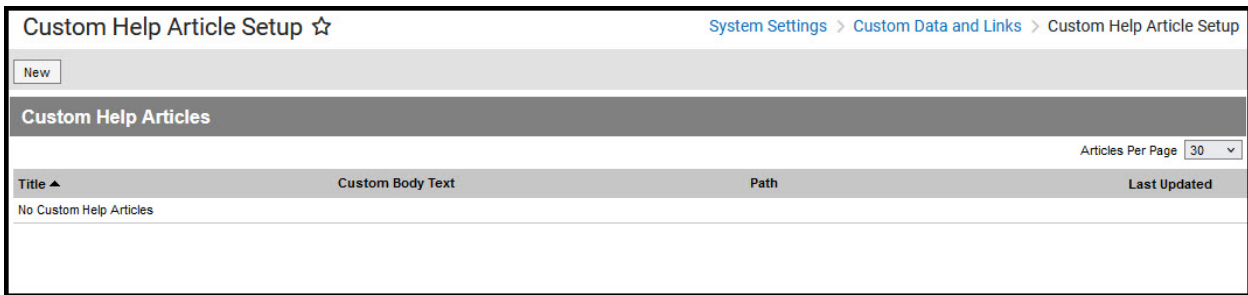 Custom Help Article Setup ☆ System Settings > Custom Data and Links > Custom Help Article Setup
New
Custom Help Articles
Articles Per Page 30
Title ▲ Custom Body Text Path Last Updated
No Custom Help Articles